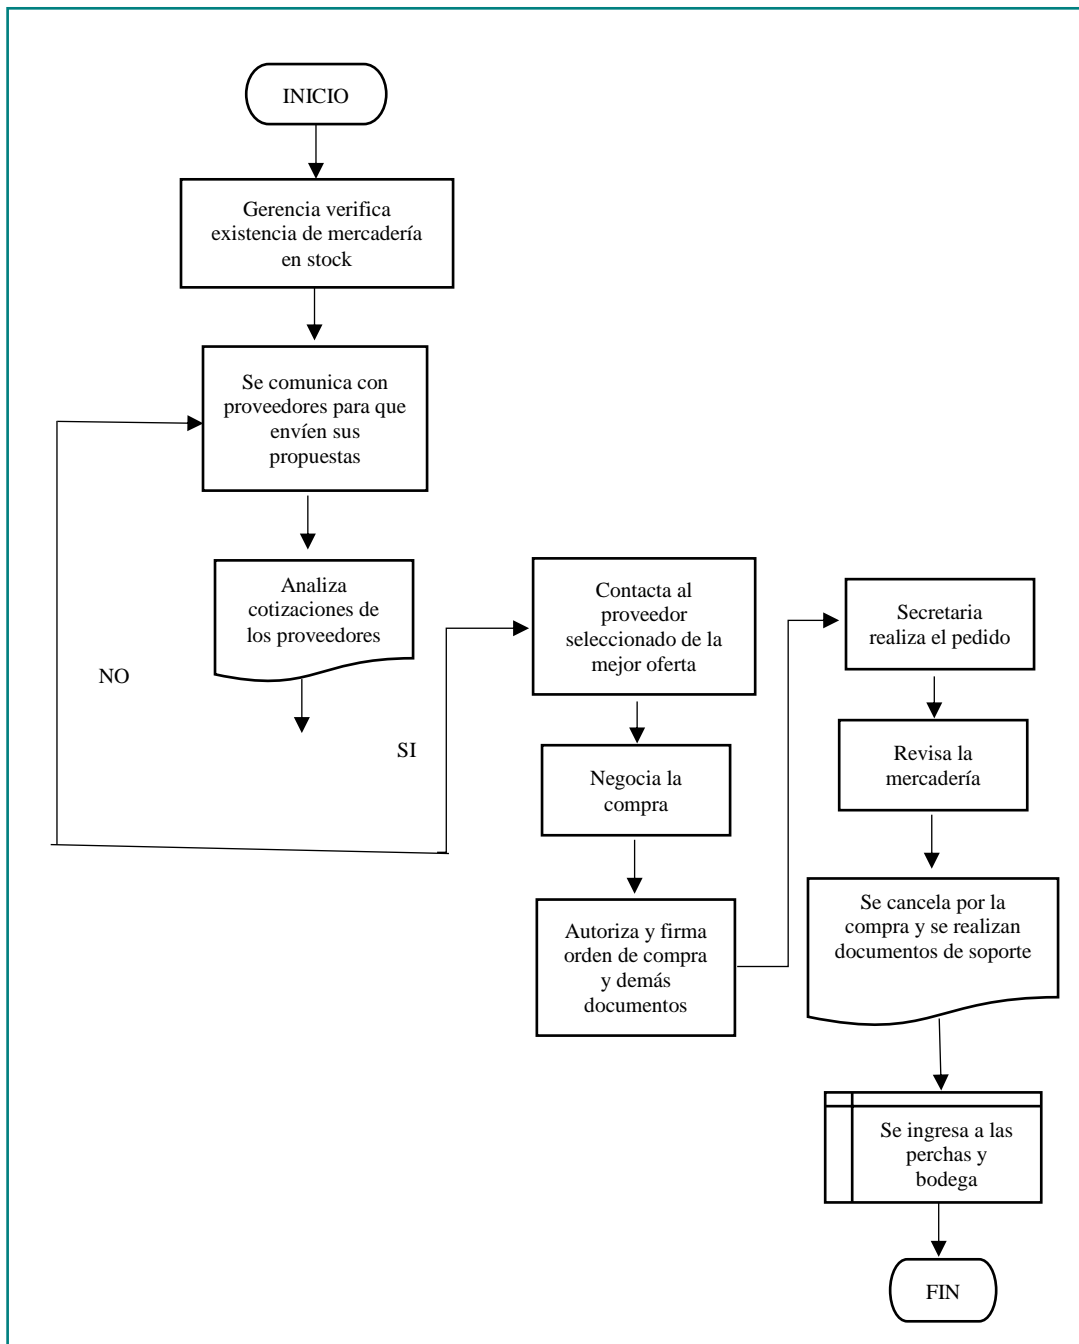 INICIO
Gerencia verifica
existencia de mercadería
en stock
Se comunica con
proveedores para que
envíen sus
propuestas
Analiza
cotizaciones de
los proveedores
NO
SI
Contacta al
proveedor
seleccionado de la
mejor oferta
Negocia la
compra
Autoriza y firma
orden de compra
y demás
documentos
Secretaria
realiza el pedido
Revisa la
mercadería
Se cancela por la
compra y se realizan
documentos de soporte
Se ingresa a las
perchas y
bodega
FIN